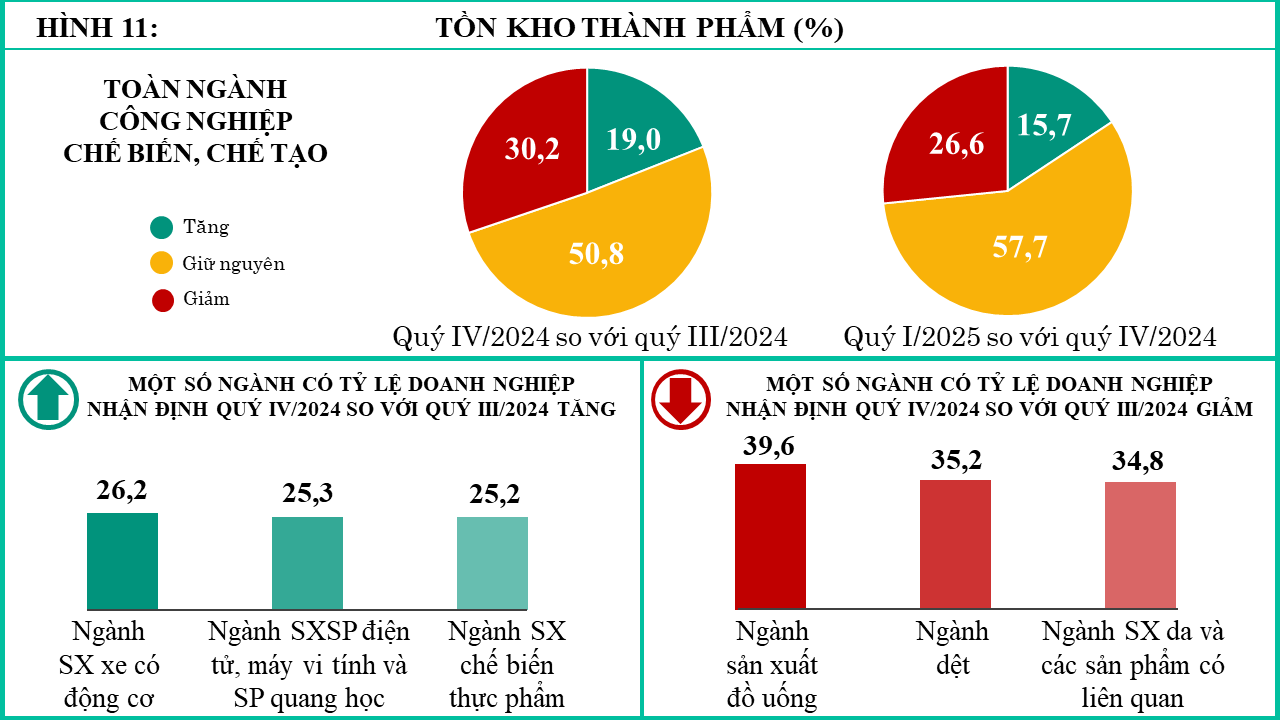 HÌNH 11:
TỒN KHO THÀNH PHẨM (%)
TOÀN NGÀNH
CÔNG NGHIỆP
CHẾ BIẾN, CHẾ TẠO
Tăng
Giữ nguyên
Giảm
30,2
19,0
50,8
Quý IV/2024 so với quý III/2024
26,6
15,7
57,7
Quý I/2025 so với quý IV/2024
MỘT SỐ NGÀNH CÓ TỶ LỆ DOANH NGHIỆP
NHẬN ĐỊNH QUÝ IV/2024 SO VỚI QUÝ III/2024 TĂNG
26,2
25,3
25,2
Ngành
SX xe có
động cơ
Ngành SXSP điện
tử, máy vi tính và
SP quang học
Ngành SX
chế biến
thực phẩm
MỘT SỐ NGÀNH CÓ TỶ LỆ DOANH NGHIỆP
NHẬN ĐỊNH QUÝ IV/2024 SO VỚI QUÝ III/2024 GIẢM
39,6
35,2
34,8
Ngành
sản xuất
đồ uống
Ngành
dệt
Ngành SX da và
các sản phẩm có
liên quan